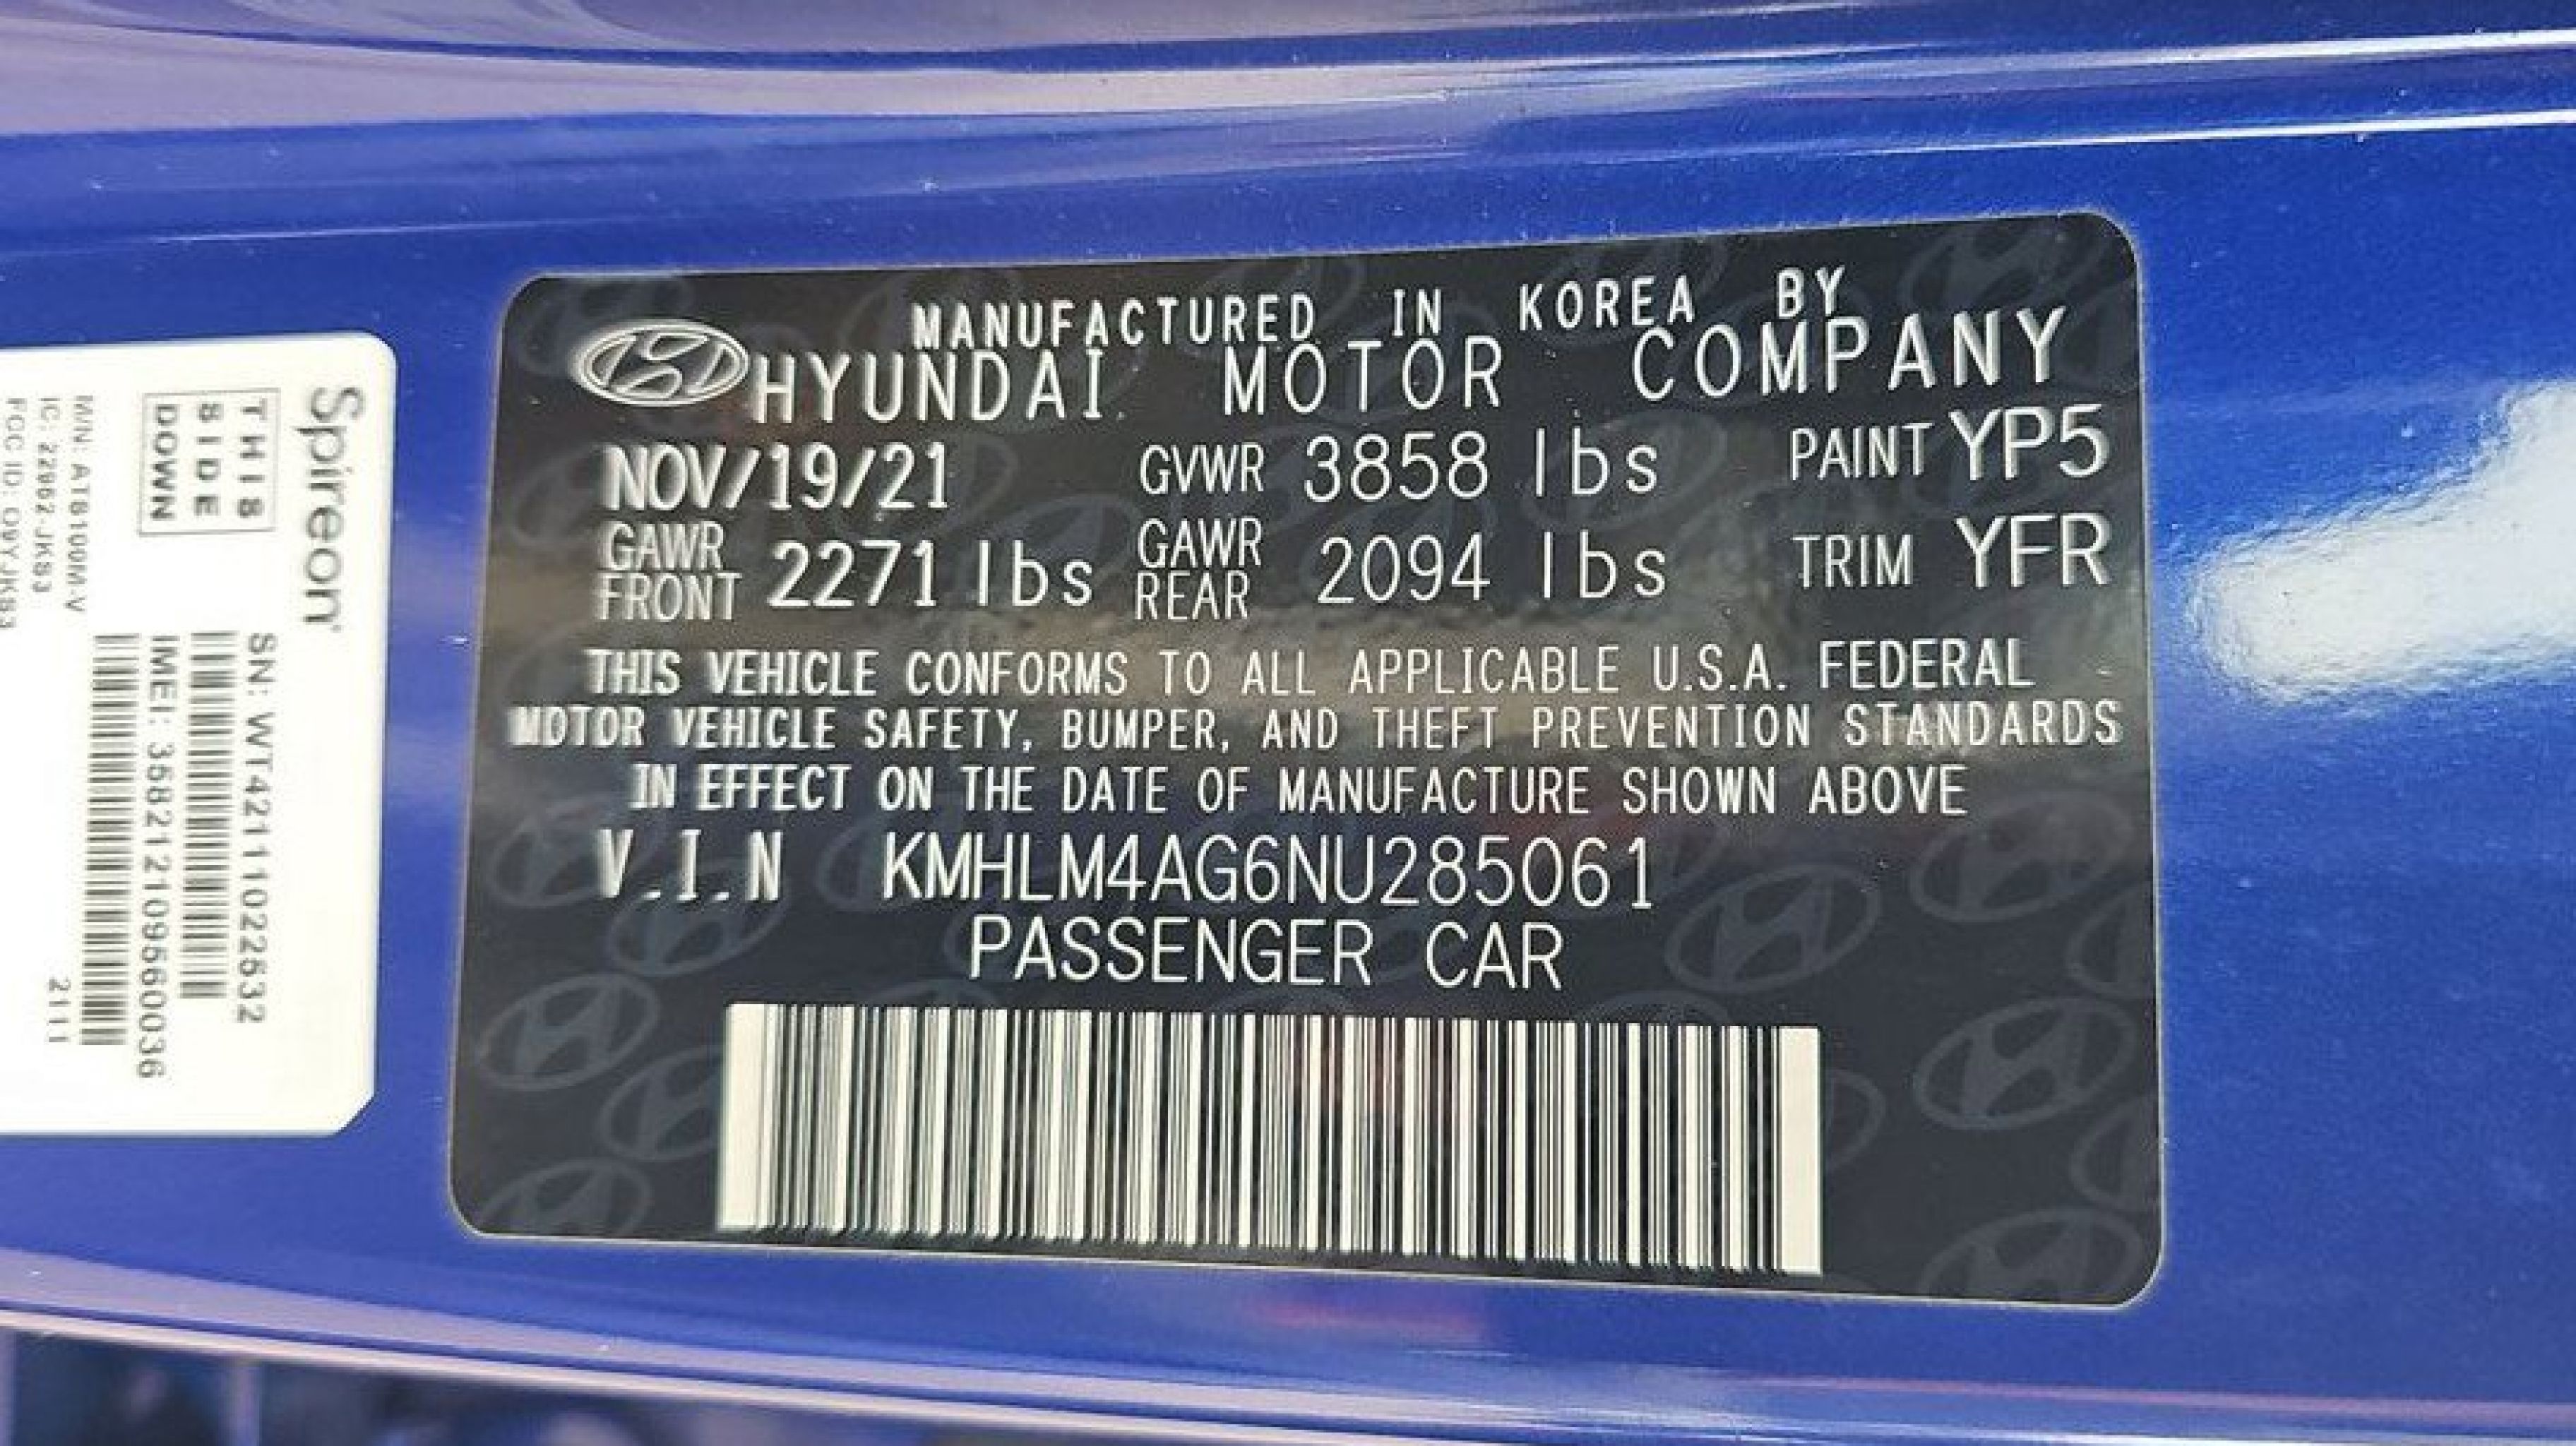 MANUFACTURED IN KOREA BY
HYUNDAI MOTOR COMPANY
NOV/19/21 GVWR 3858 lbs PAINT YP5
GAWR FRONT 2271 lbs GAWR REAR 2094 lbs TRIM YFR
THIS VEHICLE CONFORMS TO ALL APPLICABLE U.S.A. FEDERAL
MOTOR VEHICLE SAFETY, BUMPER, AND THEFT PREVENTION STANDARDS
IN EFFECT ON THE DATE OF MANUFACTURE SHOWN ABOVE
V.I.N KMHLM4AG6NU285061
PASSENGER CAR
Spireon
THIS
SIDE
DOWN
SN: WT4211102
IMEI: 358212109566003
2111